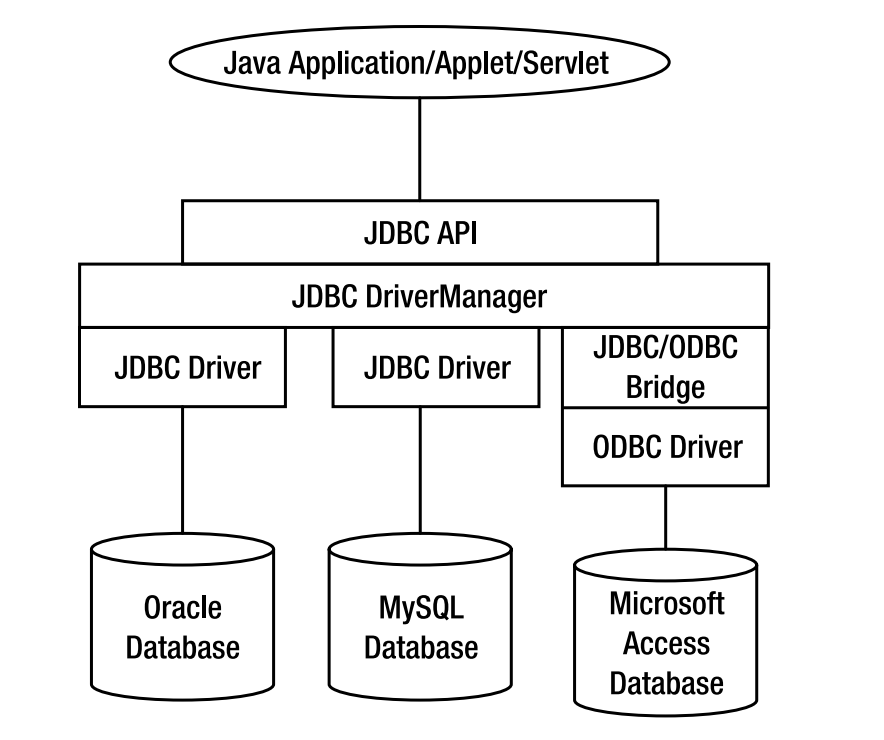 Java Application/Applet/Servlet
JDBC API
JDBC DriverManager
JDBC Driver
JDBC Driver
JDBC/ODBC
Bridge
ODBC Driver
Oracle
Database
MySQL
Database
Microsoft
Access
Database